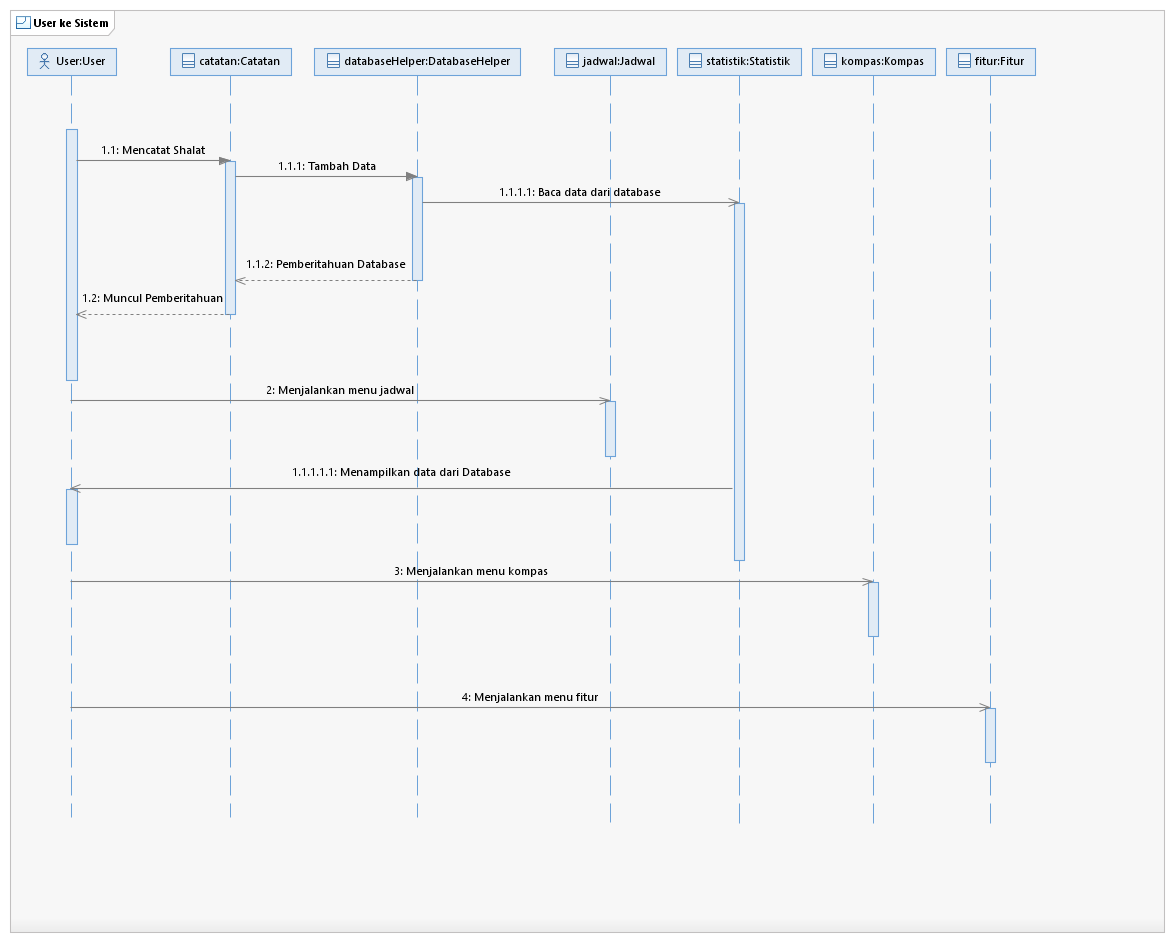 User ke Sistem
User:User
catatan:Catatan
databaseHelper:DatabaseHelper
jadwal:Jadwal
statistik:Statistik
kompas:Kompas
fitur:Fitur
1.1: Mencatat Shalat
1.1.1: Tambah Data
1.1.1.1: Baca data dari database
1.1.2: Pemberitahuan Database
1.2: Muncul Pemberitahuan
2: Menjalankan menu jadwal
1.1.1.1.1: Menampilkan data dari Database
3: Menjalankan menu kompas
4: Menjalankan menu fitur